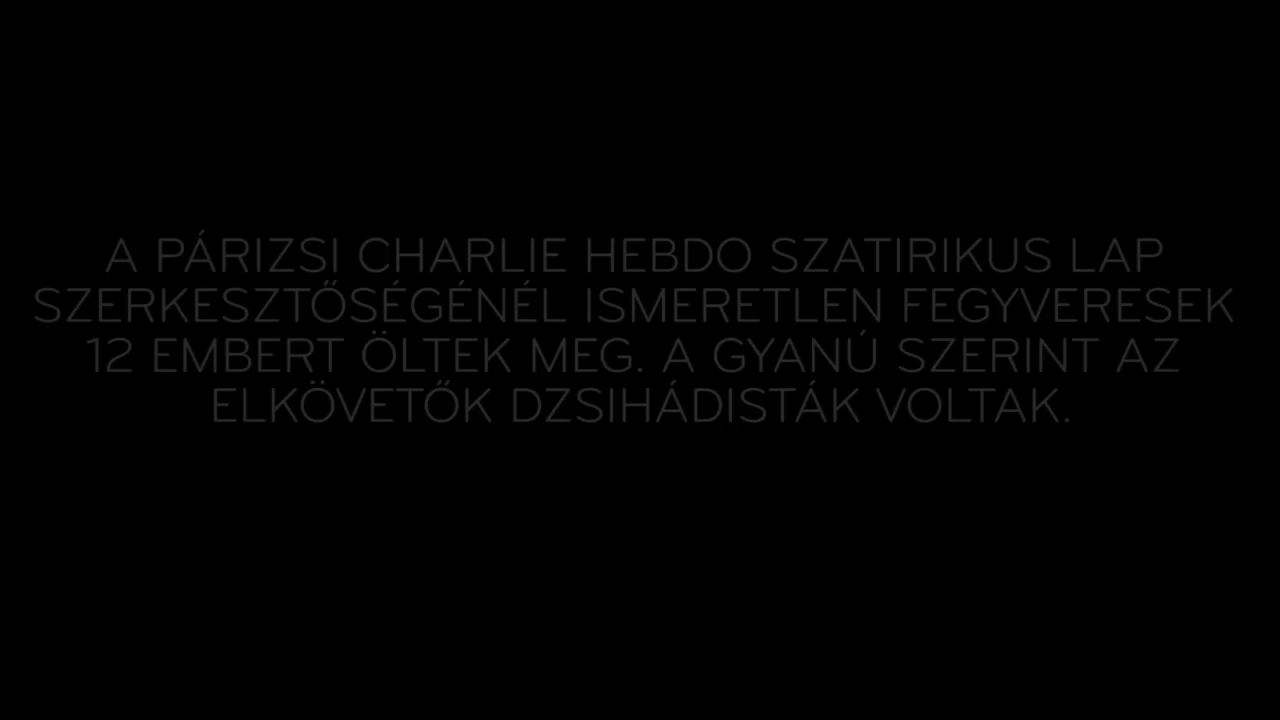 A PÁRIZSI CHARLIE HEBDO SZATIRIKUS LAP
SZERKESZTŐSÉGÉNÉL ISMERETLEN FEGYVERESEK
12 EMBERT ÖLTEK MEG. A GYANÚ SZERINT AZ
ELKÖVETŐK DZSIHÁDISTÁK VOLTAK.